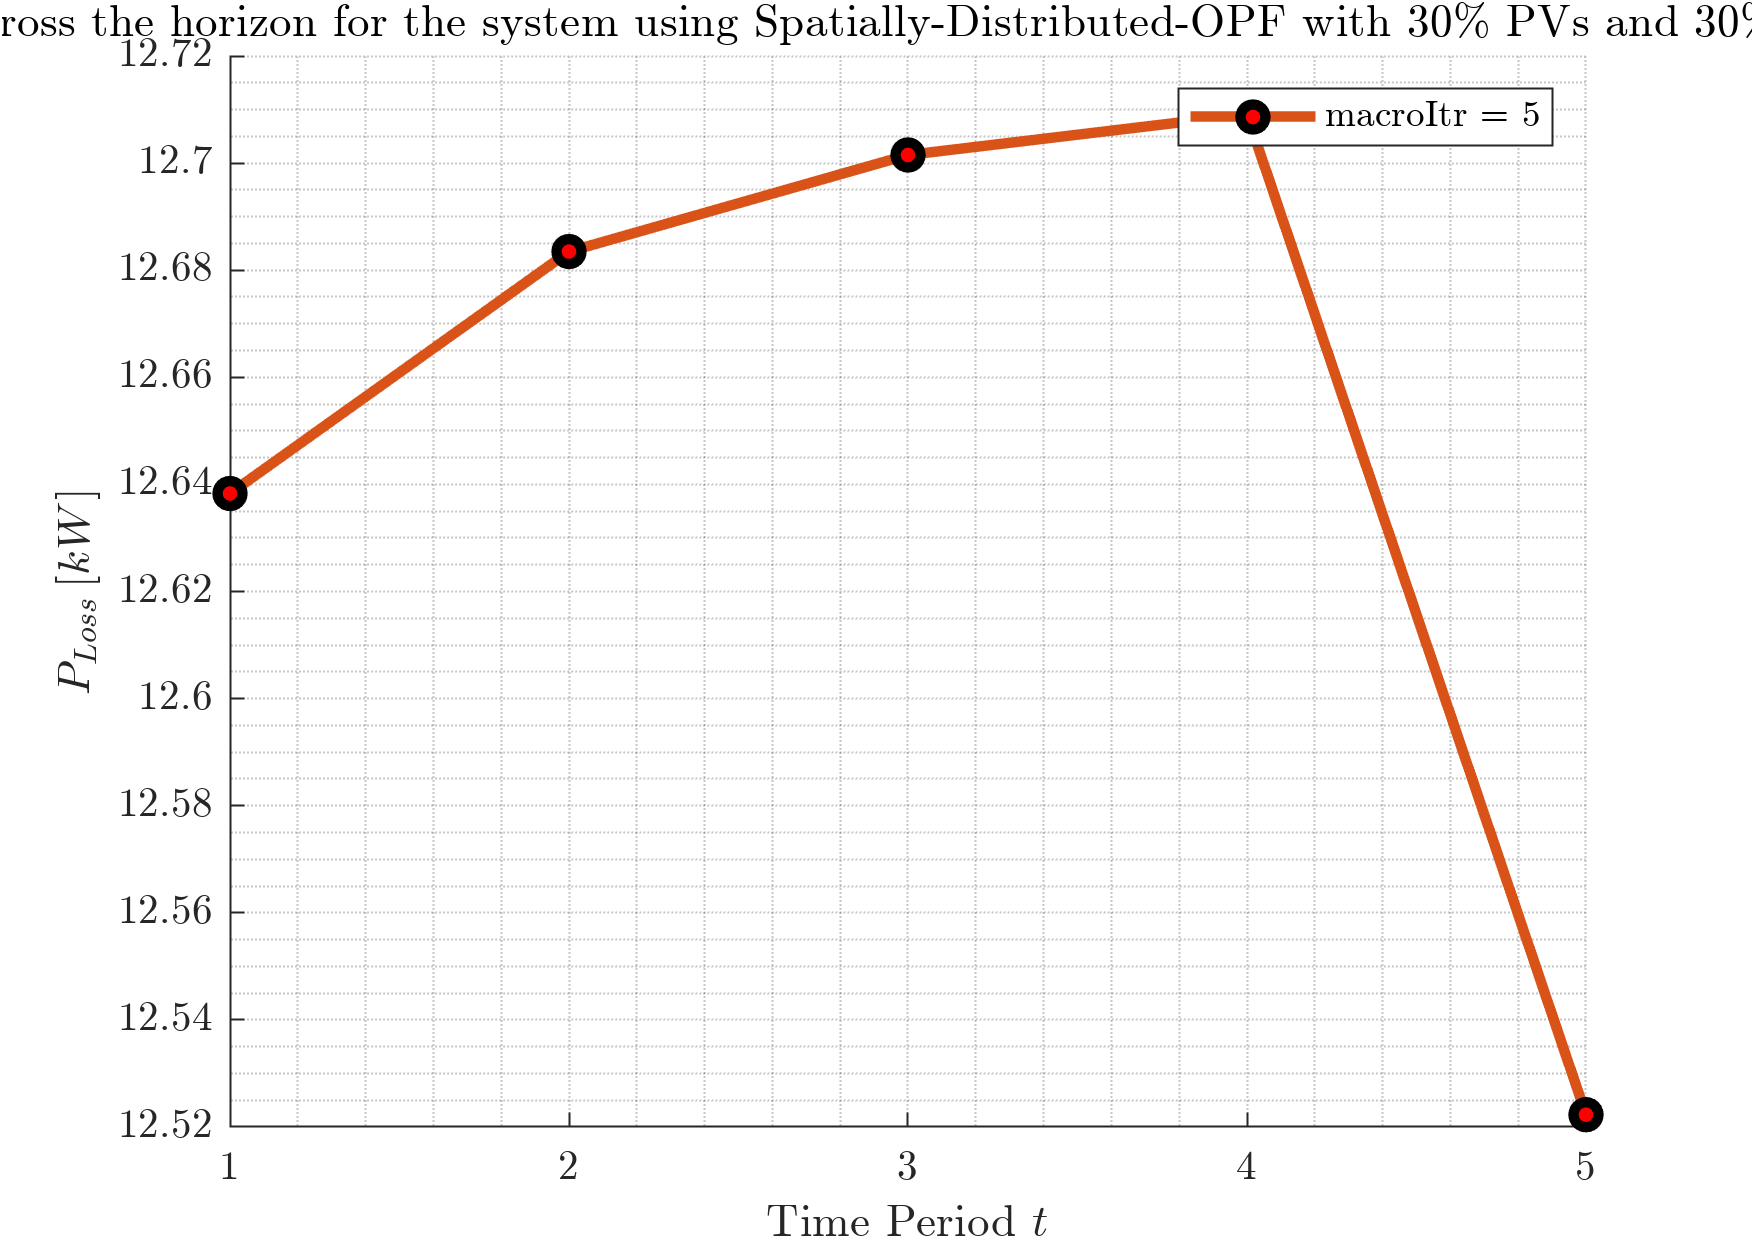 ross the horizon for the system using Spatially-Distributed-OPF with 30% PVs and 30%
12.72
12.7
12.68
12.66
12.64
12.62
12.6
12.58
12.56
12.54
12.52
P_Loss [kW]
macroItr = 5
1 2 3 4 5
Time Period t